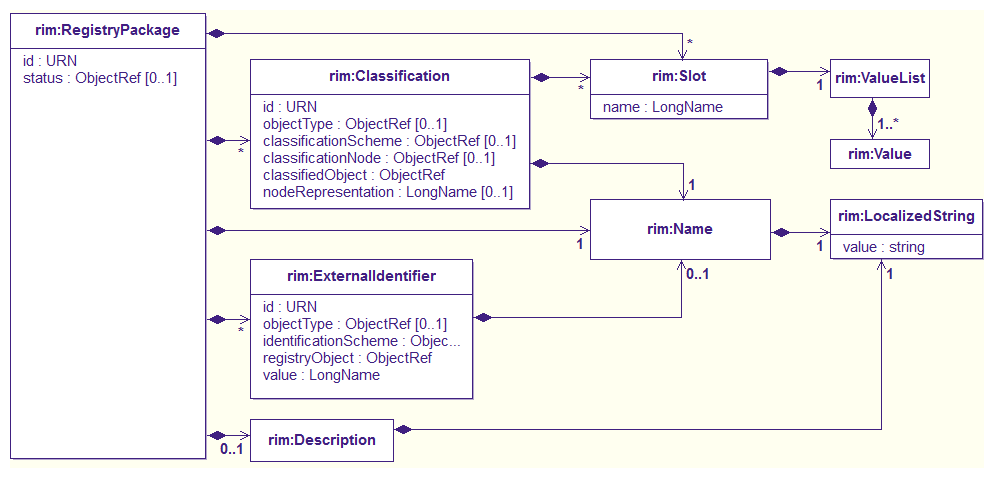 rim:RegistryPackage
id : URN
status : ObjectRef [0..1]
*
rim:Classification
id : URN
objectType : ObjectRef [0..1]
classificationScheme : ObjectRef [0..1]
classificationNode : ObjectRef [0..1]
classifiedObject : ObjectRef
nodeRepresentation : LongName [0..1]
*
*
rim:Slot
name : LongName
1
rim:ValueList
1..*
rim:Value
1
1
rim:Name
1
rim:LocalizedString
value : string
rim:ExternalIdentifier
id : URN
objectType : ObjectRef [0..1]
identificationScheme : Objec...
registryObject : ObjectRef
value : LongName
*
0..1
1
0..1
rim:Description